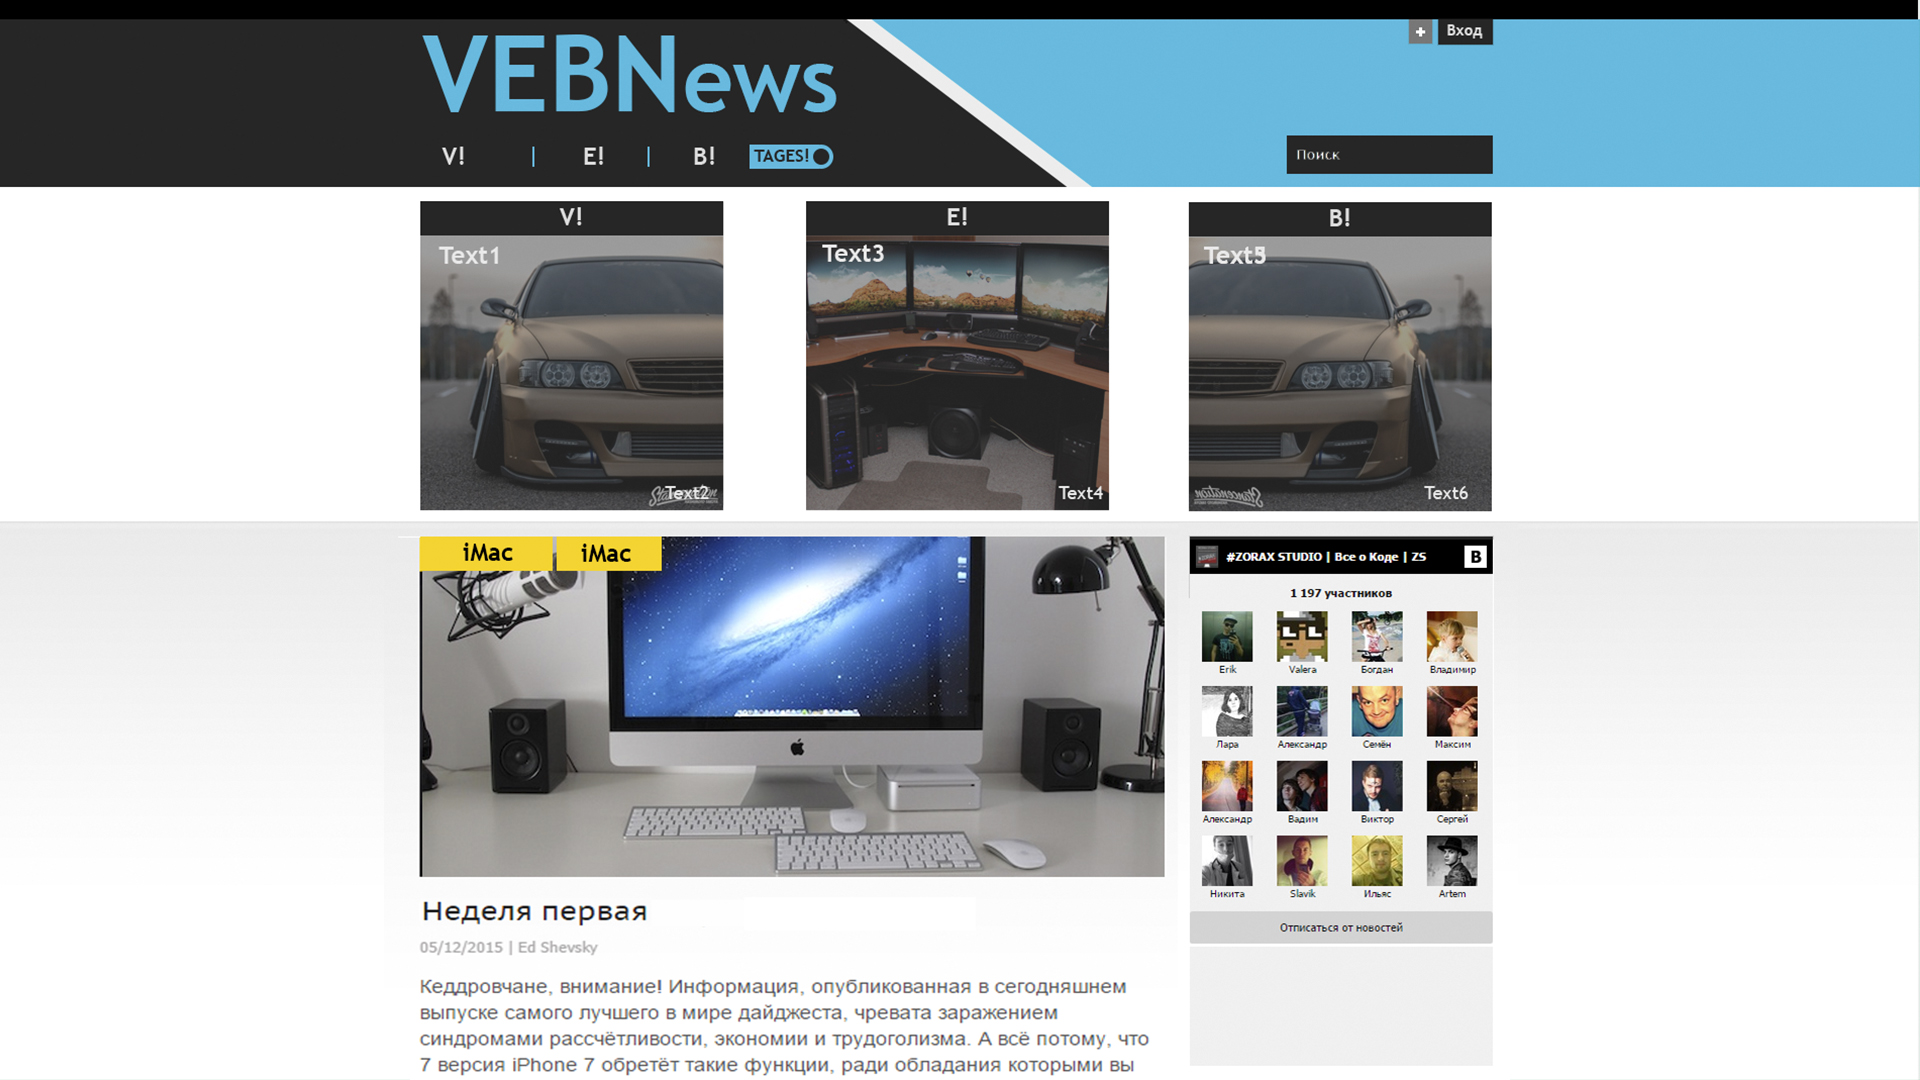 +
Вход
VEBNews
V! | E! | B! TAGES!
Поиск
V!
Text1
Text2
E!
Text3
Text4
B!
Text5
Text6
iMac
iMac
Неделя первая
05/12/2015 | Ed Shevsky
Кеддровчане, внимание! Информация, опубликованная в сегодняшнем
выпуске самого лучшего в мире дайджеста, чревата заражением
синдромами рассчётливости, экономии и трудоголизма. А всё потому, что
7 версия iPhone 7 обретёт такие функции, ради обладания которыми вы
#ZORAX STUDIO | Все о Коде | ZS
B
1 197 участников
Erik Valera Богдан Владимир
Лара Александр Семён Максим
Александр Вадим Виктор Сергей
Никита Slavik Ильяс Artem
Отписаться от новостей